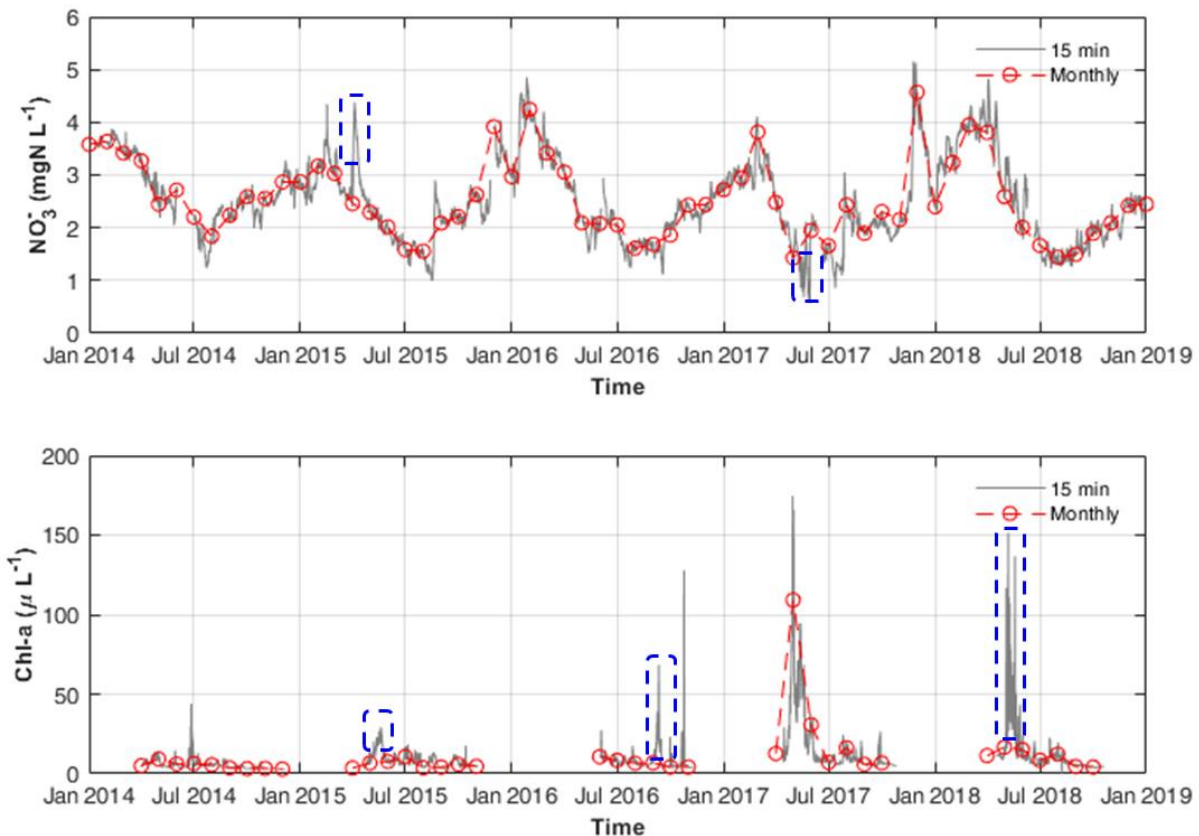 6
5
4
3
2
1
0
NO₃⁻ (mgN L⁻¹)
15 min
Monthly
Jan 2014 Jul 2014 Jan 2015 Jul 2015 Jan 2016 Jul 2016 Jan 2017 Jul 2017 Jan 2018 Jul 2018 Jan 2019
Time
200
150
100
50
0
Chl-a (μ L⁻¹)
15 min
Monthly
Jan 2014 Jul 2014 Jan 2015 Jul 2015 Jan 2016 Jul 2016 Jan 2017 Jul 2017 Jan 2018 Jul 2018 Jan 2019
Time